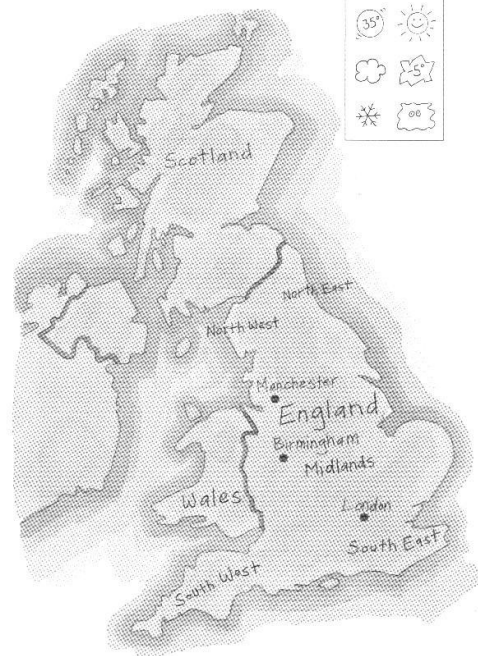 35°
-5°
Scotland
North East
North West
Manchester
England
Birmingham
Midlands
Wales
London
South East
South West